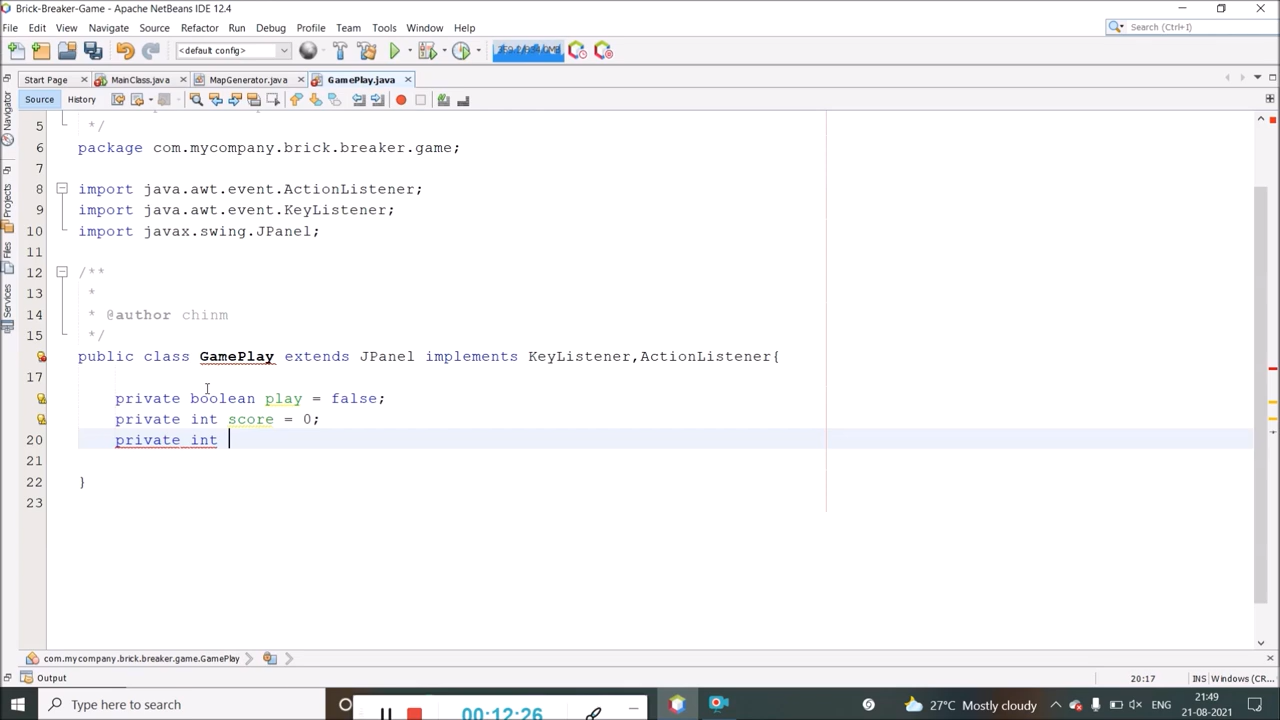 Brick-Breaker-Game - Apache NetBeans IDE 12.4
File Edit View Navigate Source Refactor Run Debug Profile Team Tools Window Help
Search (Ctrl+I)
<default config>
Start Page MainClass.java MapGenerator.java GamePlay.java
Source History
5 */
6 package com.mycompany.brick.breaker.game;
7
8 import java.awt.event.ActionListener;
9 import java.awt.event.KeyListener;
10 import javax.swing.JPanel;
11
12 /**
13 *
14 * @author chinm
15 */
public class GamePlay extends JPanel implements KeyListener,ActionListener{
17
private boolean play = false;
private int score = 0;
20 private int
21
22 }
23
Navigator
Projects
Files
Services
com.mycompany.brick.breaker.game.GamePlay
Output
20:17 INS Windows (CR...
Type here to search
00:12:26
27°C Mostly cloudy
ENG
21:49
21-08-2021